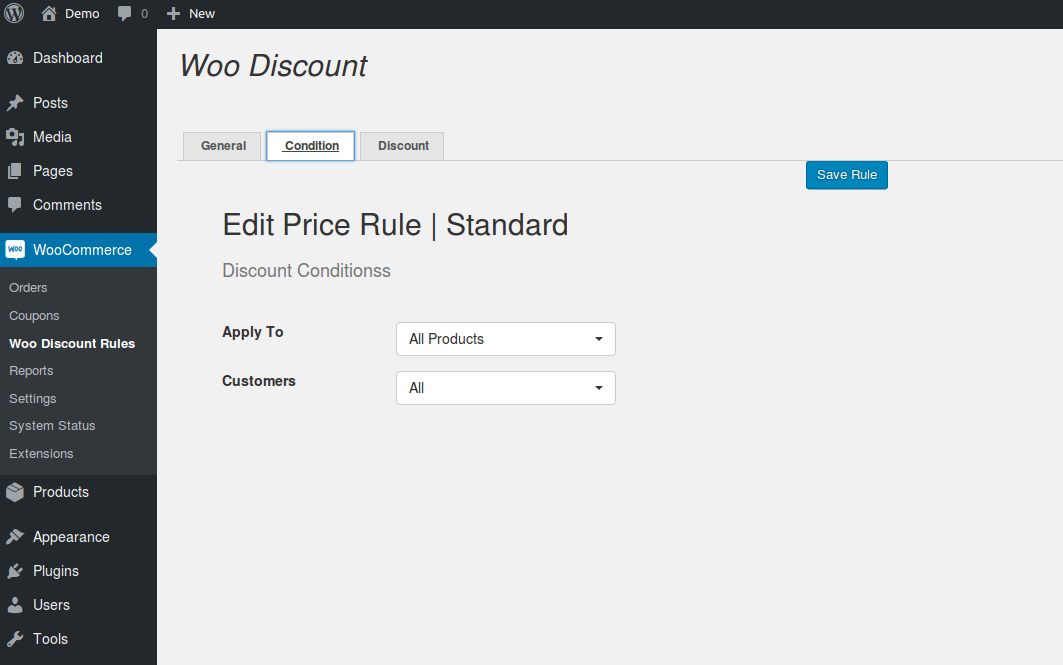 Demo 0 New
Dashboard
Posts
Media
Pages
Comments
WOO WooCommerce
Orders
Coupons
Woo Discount Rules
Reports
Settings
System Status
Extensions
Products
Appearance
Plugins
Users
Tools
Woo Discount
General Condition Discount
Save Rule
Edit Price Rule | Standard
Discount Conditionss
Apply To All Products
Customers All